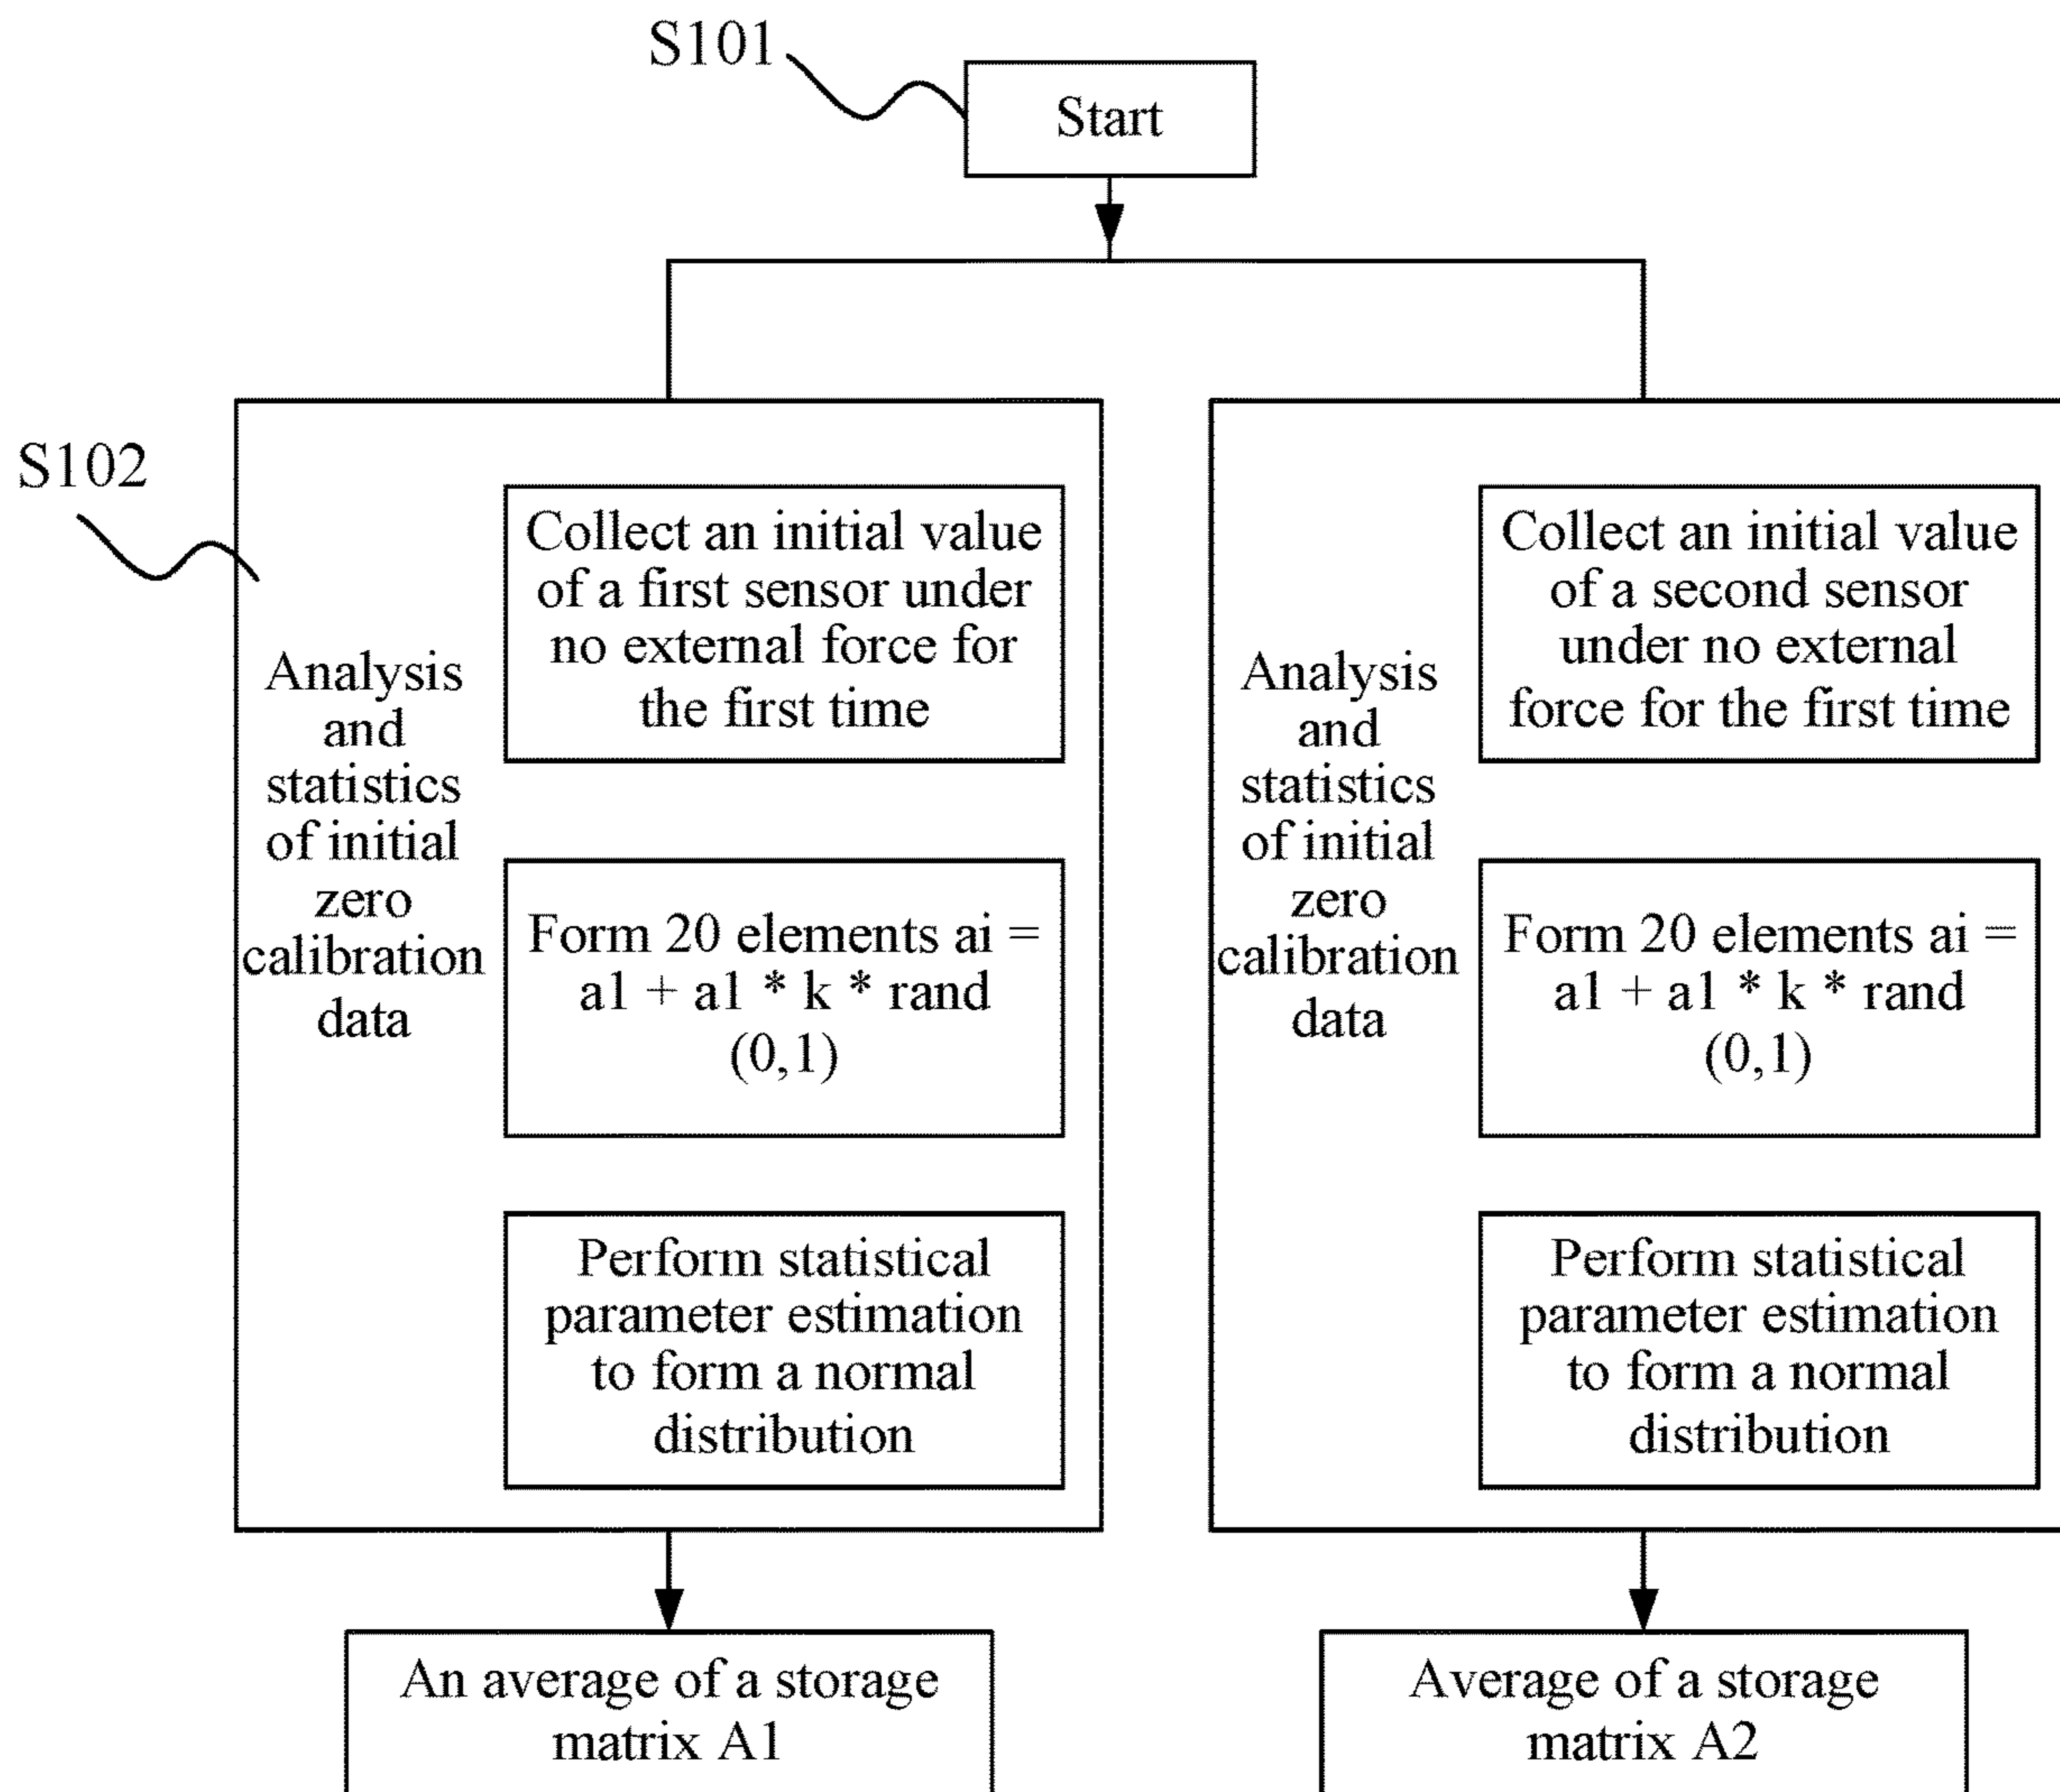 S101
Start
S102
Analysis
and
statistics
of initial
zero
calibration
data
Collect an initial value
of a first sensor under
no external force for
the first time
Form 20 elements ai =
a1 + a1 * k * rand
(0,1)
Perform statistical
parameter estimation
to form a normal
distribution
An average of a storage
matrix A1
Analysis
and
statistics
of initial
zero
calibration
data
Collect an initial value
of a second sensor
under no external
force for the first time
Form 20 elements ai =
a1 + a1 * k * rand
(0,1)
Perform statistical
parameter estimation
to form a normal
distribution
Average of a storage
matrix A2